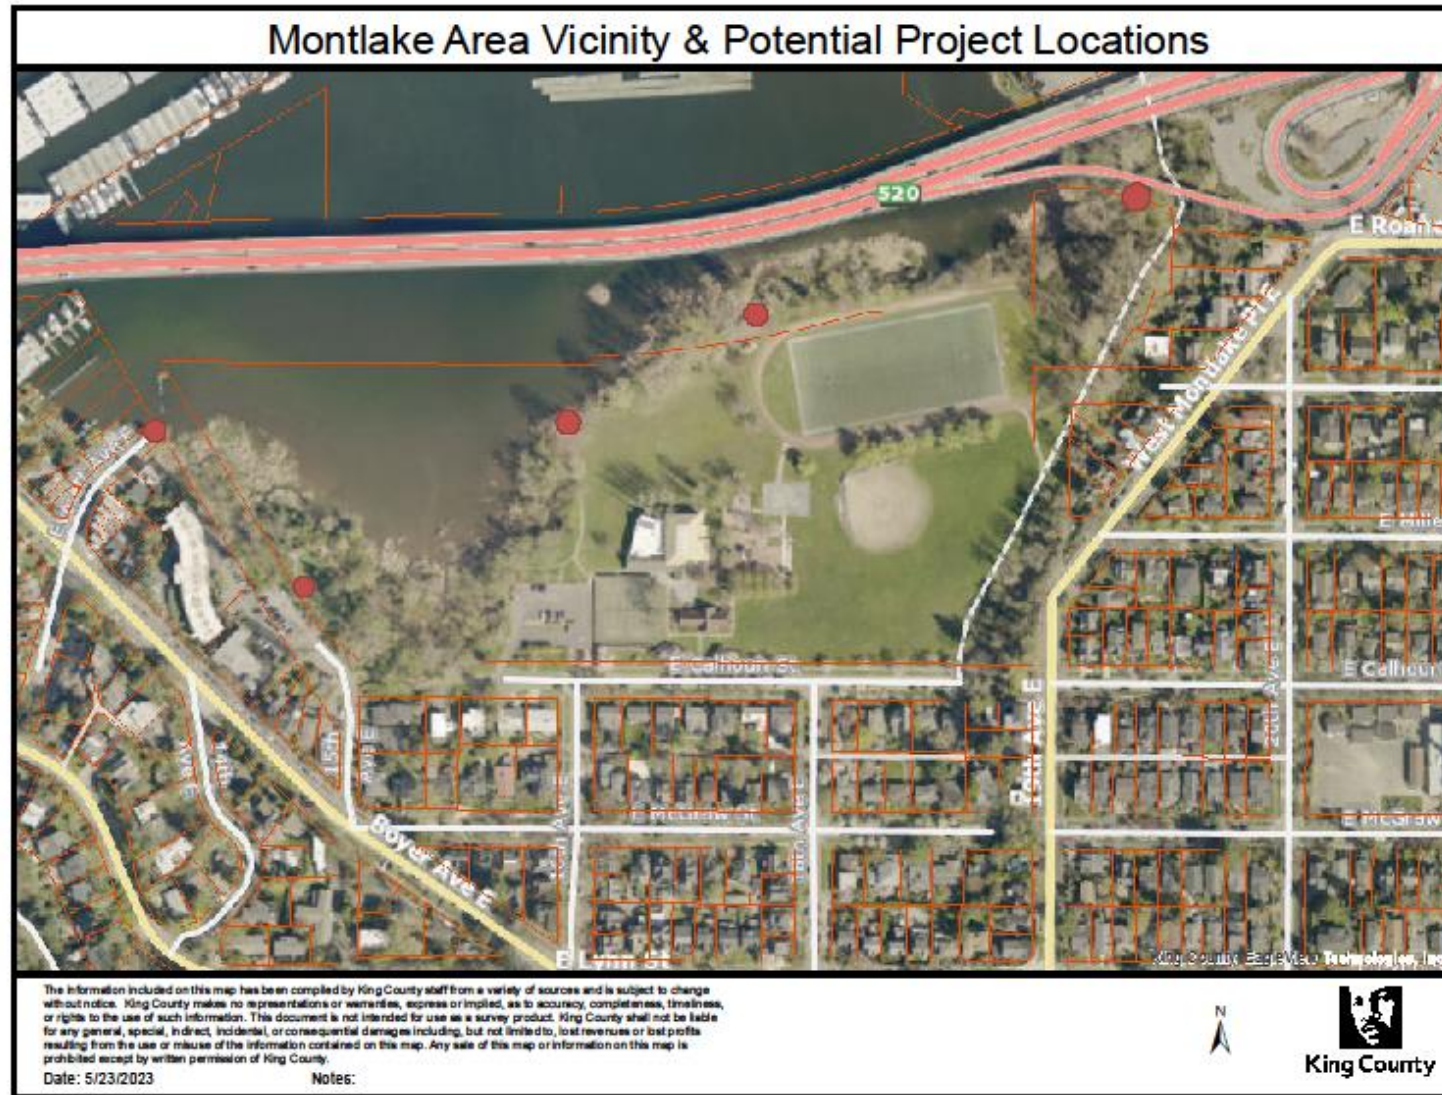 Montlake Area Vicinity & Potential Project Locations
520
E Roano
West Montlake Pl E
E Calhoun St
E Calhoun
20th Ave E
15th
Ave E
14th
Ave E
E McGraw St
E McGraw
Boyer Ave E
E Lynn St
King County, EagleView Technologies, Inc
The information included on this map has been compiled by King County staff from a variety of sources and is subject to change
without notice. King County makes no representations or warranties, express or implied, as to accuracy, completeness, timeliness,
or rights to the use of such information. This document is not intended for use as a survey product. King County shall not be liable
for any general, special, indirect, incidental, or consequential damages including, but not limited to, lost revenues or lost profits
resulting from the use or misuse of the information contained on this map. Any sale of this map or information on this map is
prohibited except by written permission of King County.
Date: 5/23/2023 Notes:
N
King County